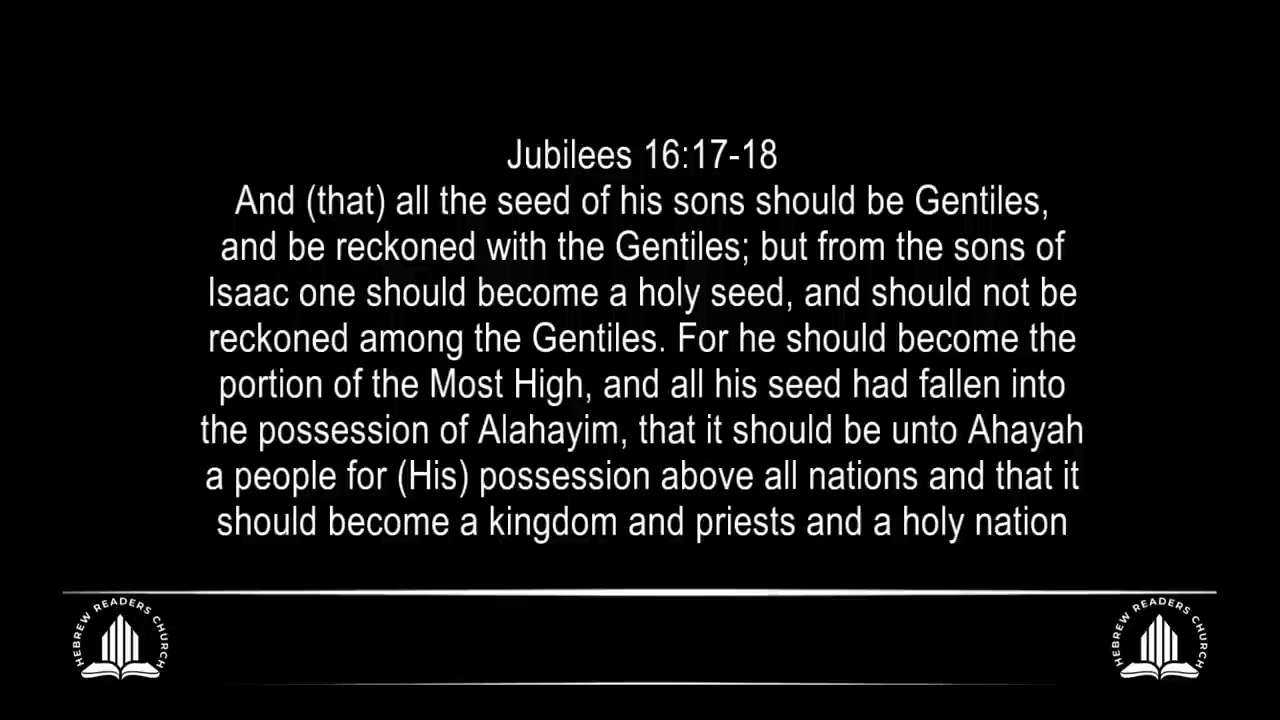 Jubilees 16:17-18
And (that) all the seed of his sons should be Gentiles,
and be reckoned with the Gentiles; but from the sons of
Isaac one should become a holy seed, and should not be
reckoned among the Gentiles. For he should become the
portion of the Most High, and all his seed had fallen into
the possession of Alahayim, that it should be unto Ahayah
a people for (His) possession above all nations and that it
should become a kingdom and priests and a holy nation
HEBREW READERS CHURCH
HEBREW READERS CHURCH